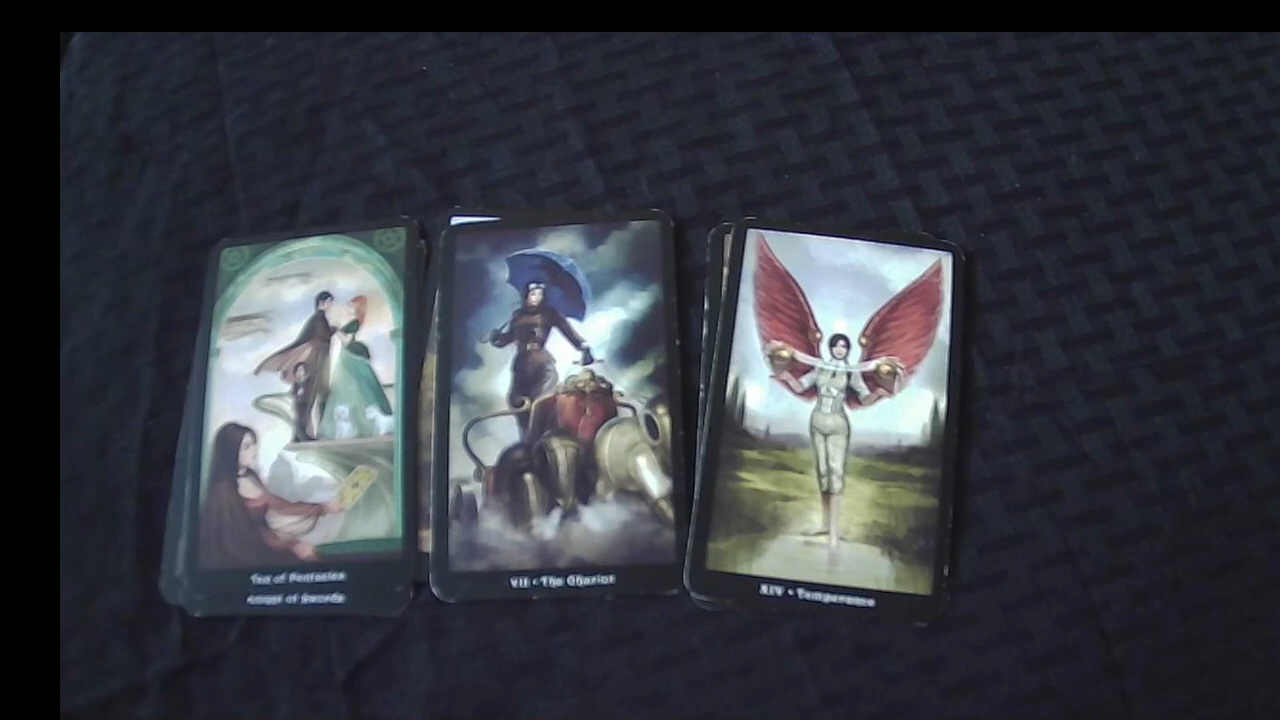 Ten of Pentacles
Knight of Swords
VII • The Chariot
XIV • Temperance